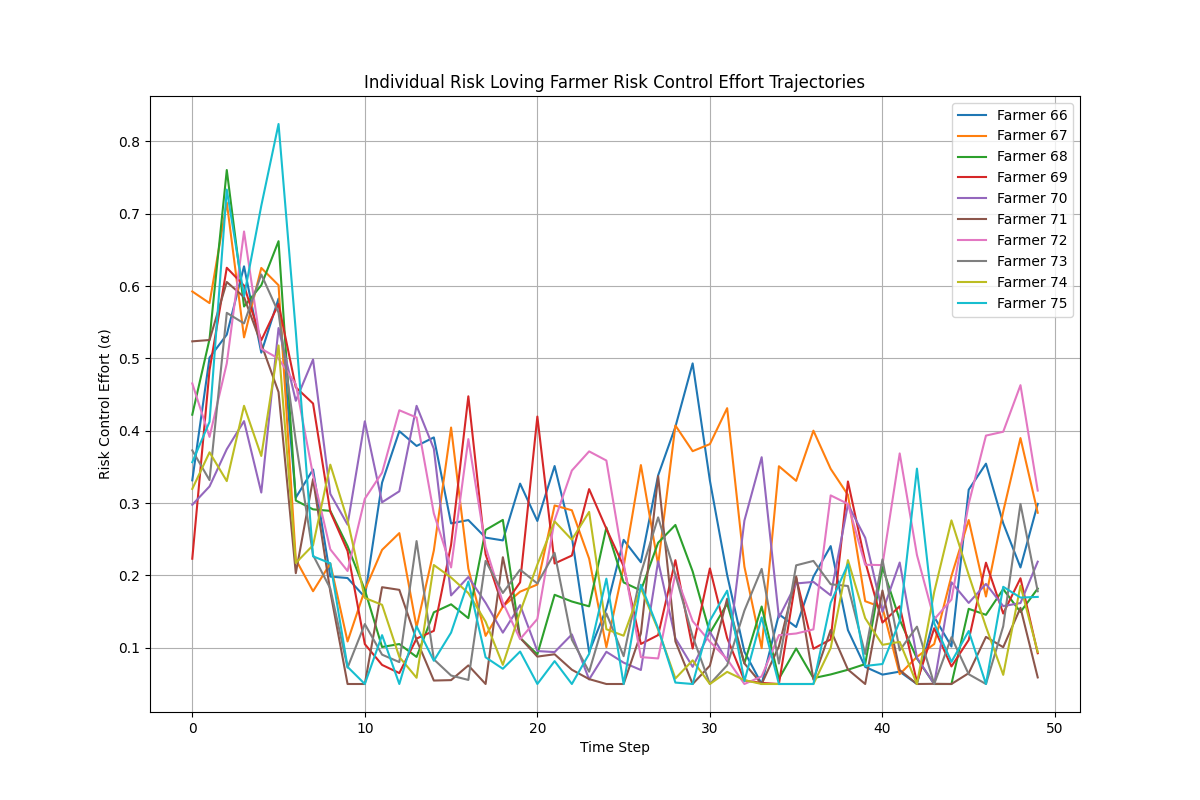 Individual Risk Loving Farmer Risk Control Effort Trajectories
Risk Control Effort (α)
0.8
0.7
0.6
0.5
0.4
0.3
0.2
0.1
Farmer 66
Farmer 67
Farmer 68
Farmer 69
Farmer 70
Farmer 71
Farmer 72
Farmer 73
Farmer 74
Farmer 75
0 10 20 30 40 50
Time Step